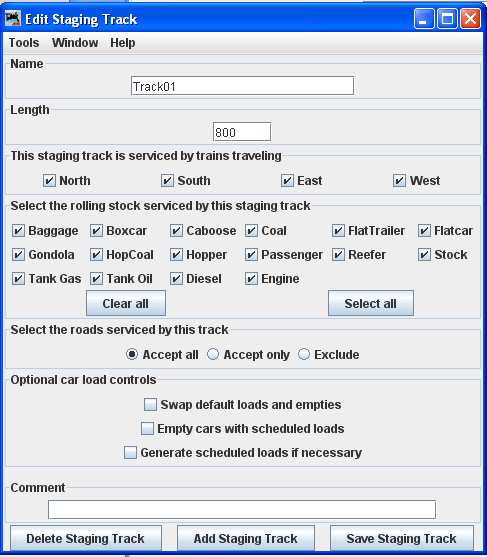 Edit Staging Track
Tools Window Help
Name
Track01
Length
800
This staging track is serviced by trains traveling
North South East West
Select the rolling stock serviced by this staging track
Baggage Boxcar Caboose Coal FlatTrailer Flatcar
Gondola HopCoal Hopper Passenger Reefer Stock
Tank Gas Tank Oil Diesel Engine
Clear all Select all
Select the roads serviced by this track
Accept all Accept only Exclude
Optional car load controls
Swap default loads and empties
Empty cars with scheduled loads
Generate scheduled loads if necessary
Comment
Delete Staging Track Add Staging Track Save Staging Track